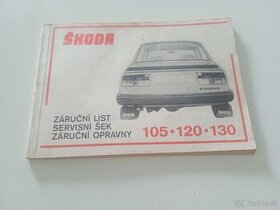 ŠKODA
ZÁRUČNÍ LIST
SERVISNÍ ŠEK
ZÁRUČNÍ OPRAVNY
105 • 120 • 130